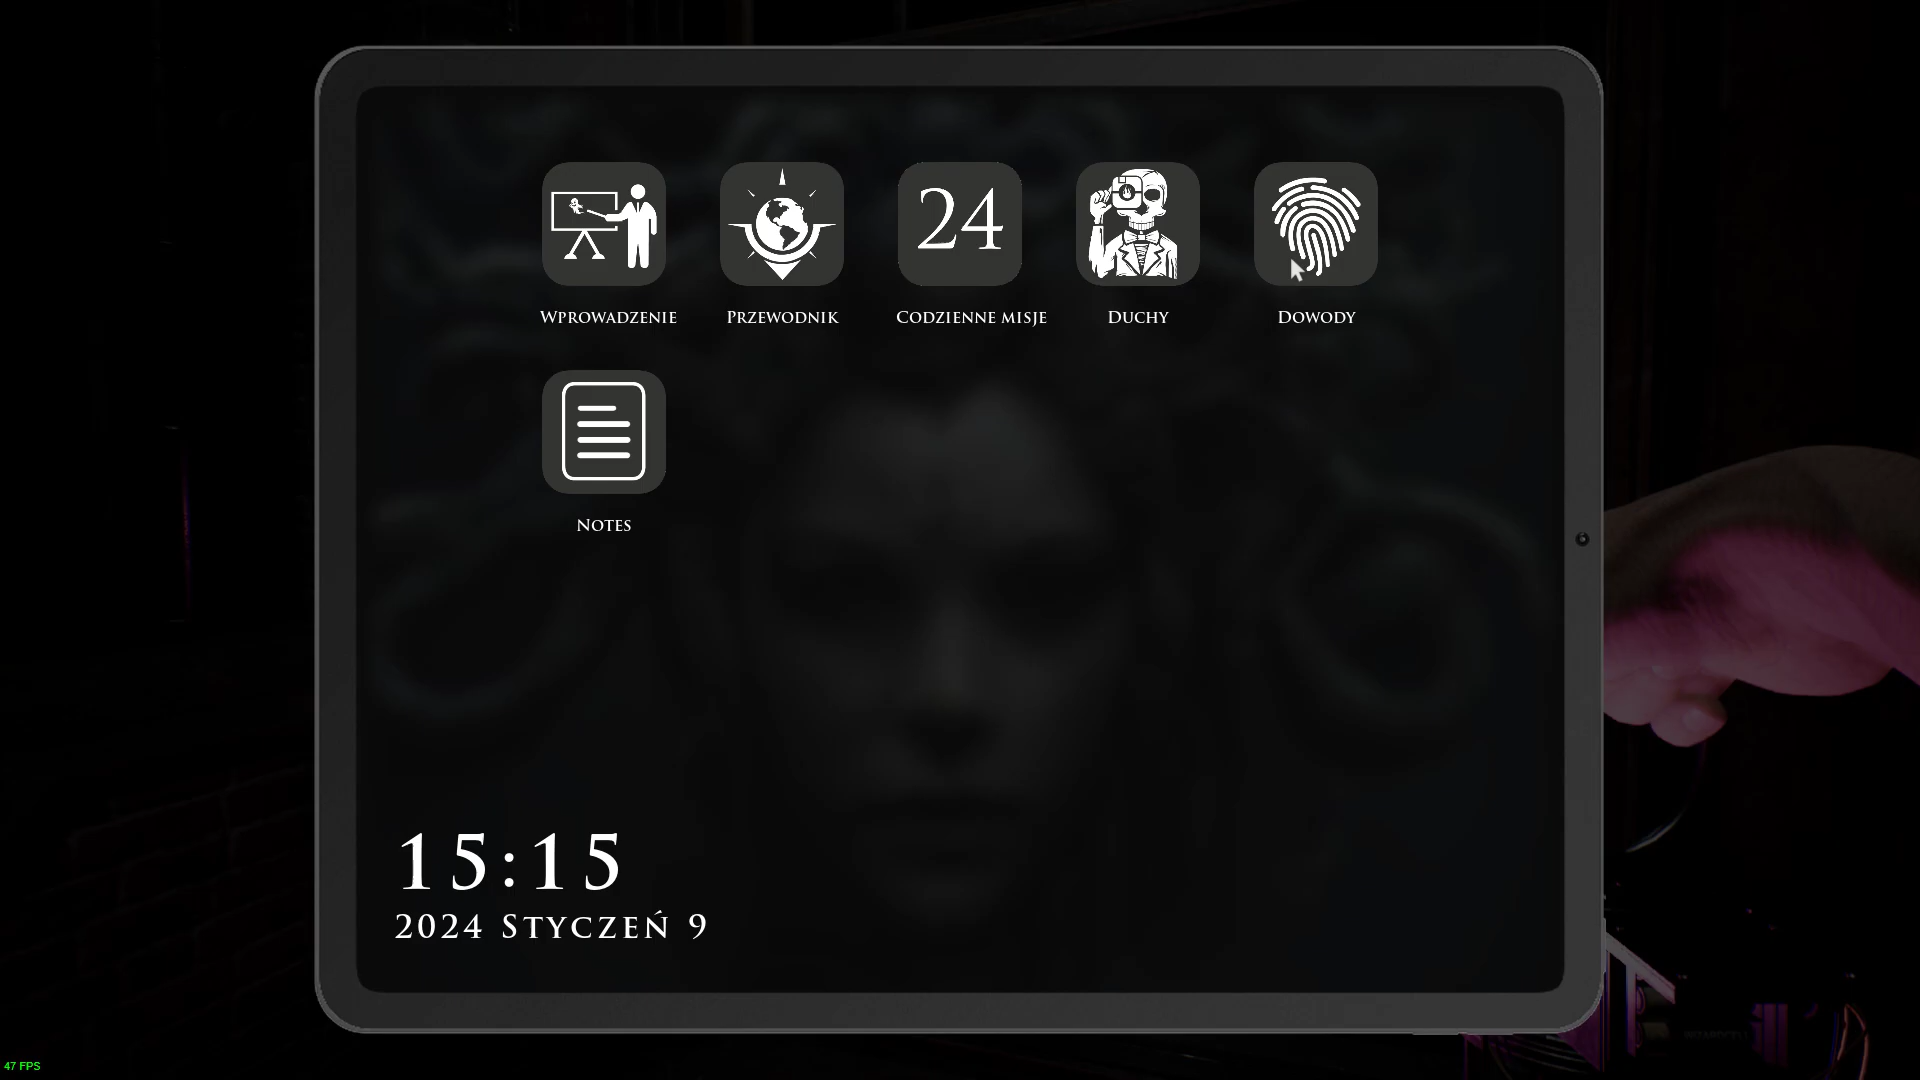 24
Wprowadzenie
Przewodnik
Codzienne misje
Duchy
Dowody
Notes
15:15
2024 Styczeń 9
47 FPS